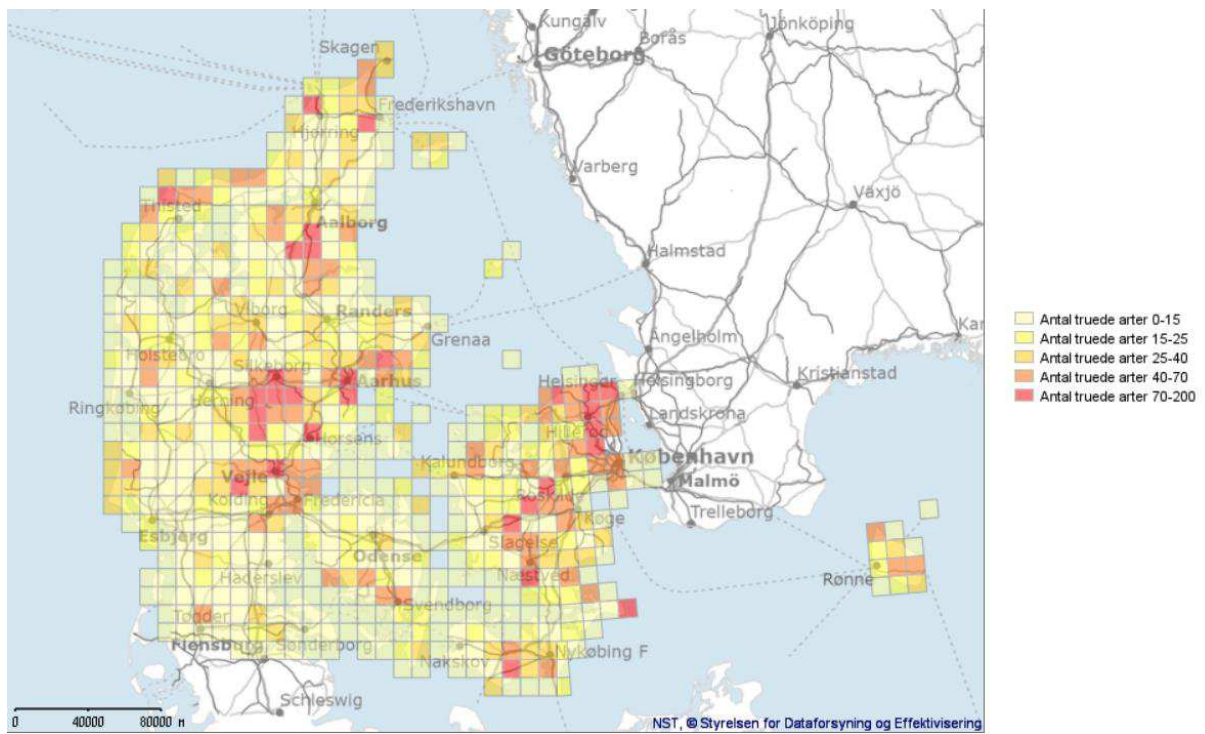 Kungälv
Jönköping
Borås
Skagen
Göteborg
Frederikshavn
Hjørring
Varberg
Växjö
Thisted
Aalborg
Halmstad
Viborg
Randers
Grenaa
Ängelholm
Kar
Holstebro
Silkeborg
Aarhus
Helsingør
Helsingborg
Kristianstad
Herning
Ringkøbing
Landskrona
Hillerød
Horsens
København
Kalundborg
Vejle
Malmö
Roskilde
Kolding
Fredericia
Trelleborg
Køge
Esbjerg
Slagelse
Odense
Næstved
Rønne
Haderslev
Svendborg
Tønder
Flensburg
Sønderborg
Nakskov
Nykøbing F
Schleswig
0 40000 80000 M
NST, © Styrelsen for Dataforsyning og Effektivisering
Antal truede arter 0-15
Antal truede arter 15-25
Antal truede arter 25-40
Antal truede arter 40-70
Antal truede arter 70-200